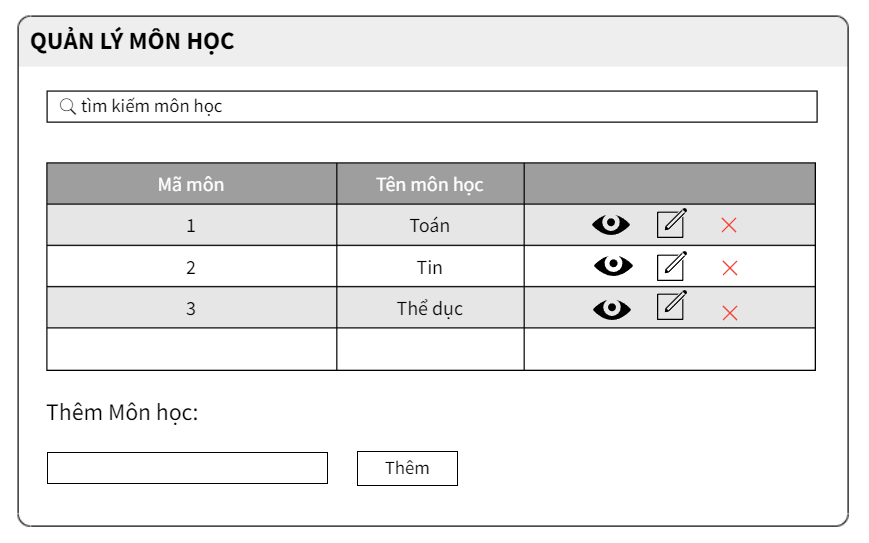 QUẢN LÝ MÔN HỌC
tìm kiếm môn học
Mã môn Tên môn học
1 Toán
2 Tin
3 Thể dục
Thêm Môn học:
Thêm